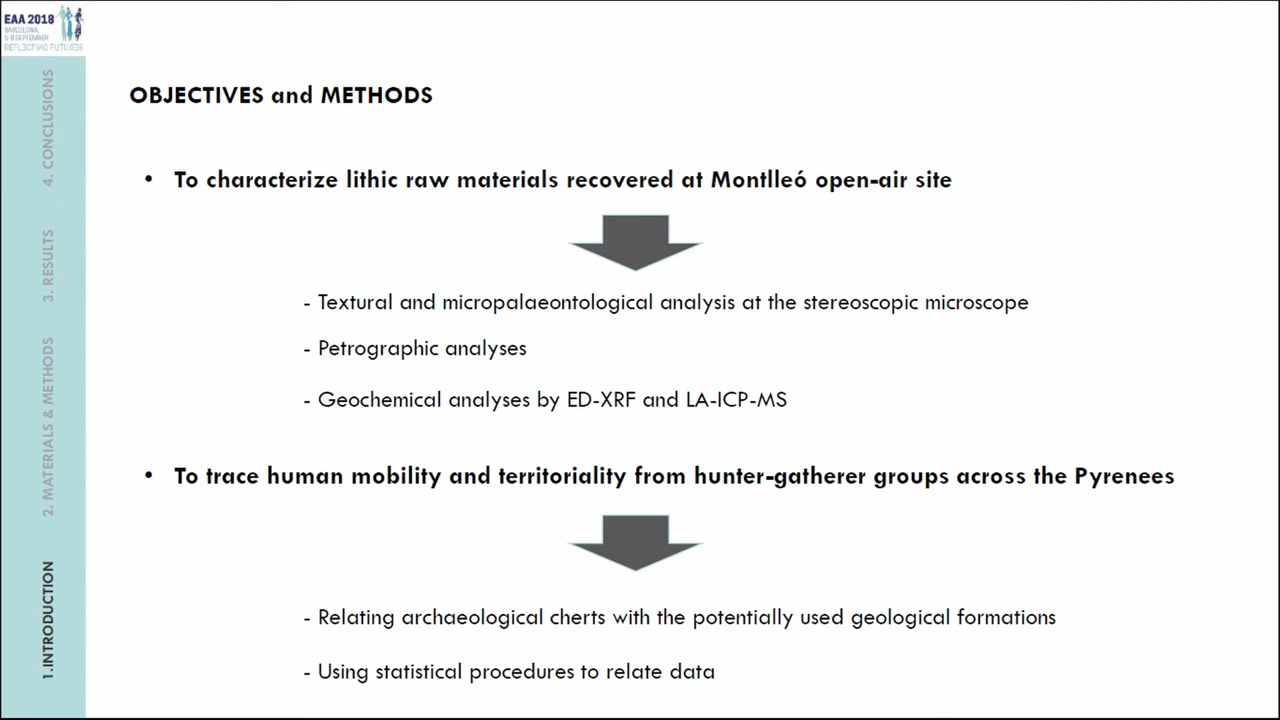 EAA 2018
BARCELONA,
5-8 SEPTEMBER
REFLECTING FUTURES
4. CONCLUSIONS
3. RESULTS
2. MATERIALS & METHODS
1.INTRODUCTION
OBJECTIVES and METHODS
• To characterize lithic raw materials recovered at Montlleó open-air site
- Textural and micropalaeontological analysis at the stereoscopic microscope
- Petrographic analyses
- Geochemical analyses by ED-XRF and LA-ICP-MS
• To trace human mobility and territoriality from hunter-gatherer groups across the Pyrenees
- Relating archaeological cherts with the potentially used geological formations
- Using statistical procedures to relate data